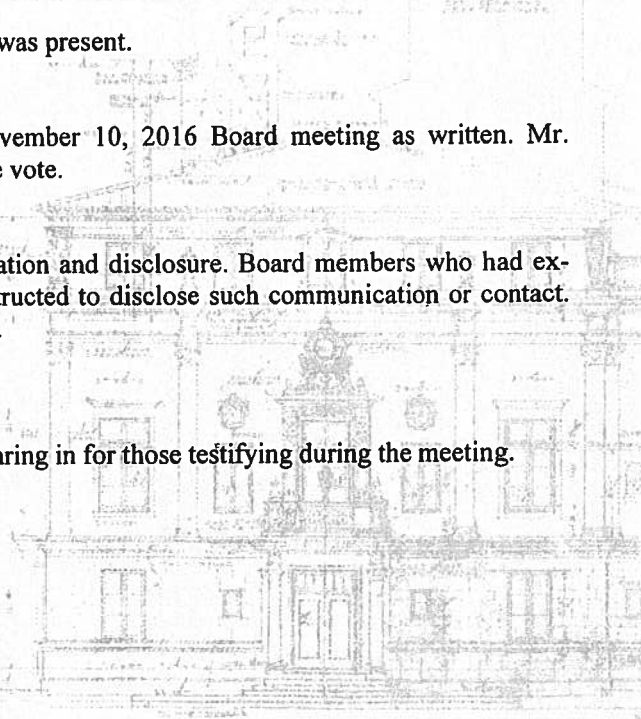 was present.
vember 10, 2016 Board meeting as written. Mr.
vote.
ation and disclosure. Board members who had ex-
ructed to disclose such communication or contact.
ring in for those testifying during the meeting.